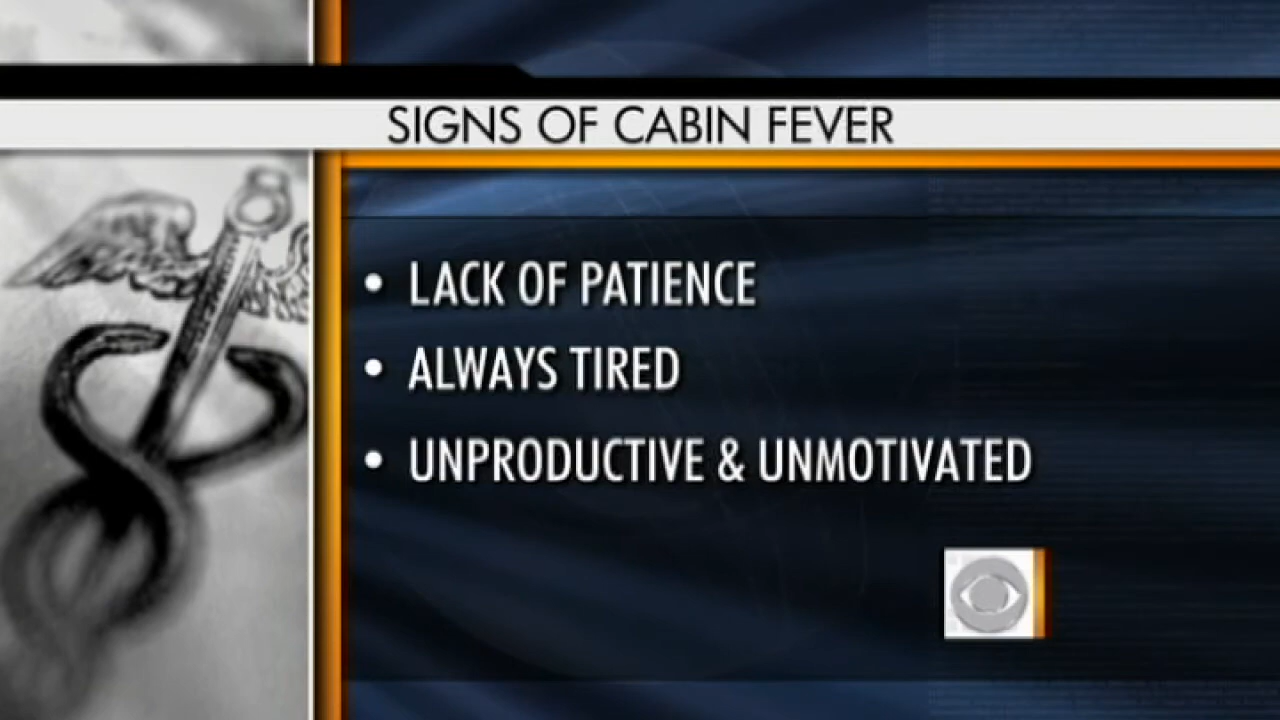 SIGNS OF CABIN FEVER
• LACK OF PATIENCE
• ALWAYS TIRED
• UNPRODUCTIVE & UNMOTIVATED